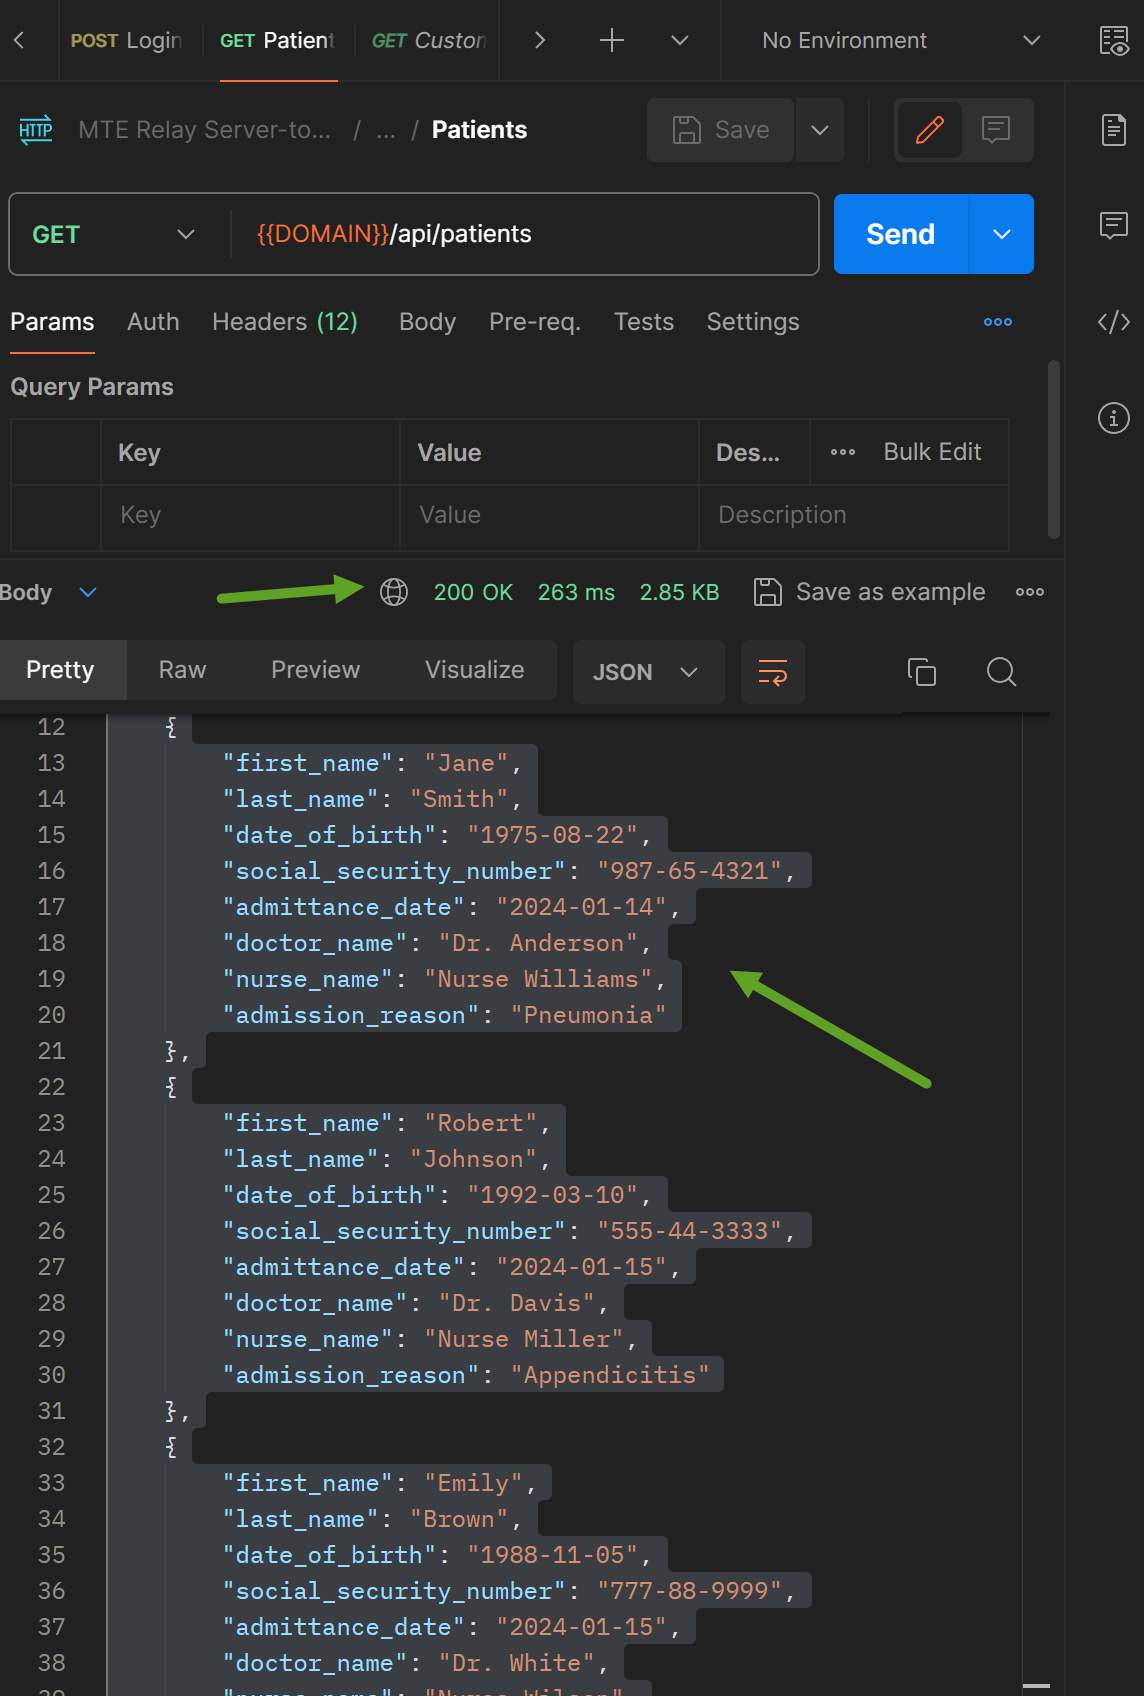 POST Login GET Patient GET Custon No Environment
HTTP MTE Relay Server-to... / ... / Patients Save
GET {{DOMAIN}}/api/patients Send
Params Auth Headers (12) Body Pre-req. Tests Settings
Query Params
Key Value Des... Bulk Edit
Key Value Description
Body 200 OK 263 ms 2.85 KB Save as example
Pretty Raw Preview Visualize JSON
12 {
13 "first_name": "Jane",
14 "last_name": "Smith",
15 "date_of_birth": "1975-08-22",
16 "social_security_number": "987-65-4321",
17 "admittance_date": "2024-01-14",
18 "doctor_name": "Dr. Anderson",
19 "nurse_name": "Nurse Williams",
20 "admission_reason": "Pneumonia"
21 },
22 {
23 "first_name": "Robert",
24 "last_name": "Johnson",
25 "date_of_birth": "1992-03-10",
26 "social_security_number": "555-44-3333",
27 "admittance_date": "2024-01-15",
28 "doctor_name": "Dr. Davis",
29 "nurse_name": "Nurse Miller",
30 "admission_reason": "Appendicitis"
31 },
32 {
33 "first_name": "Emily",
34 "last_name": "Brown",
35 "date_of_birth": "1988-11-05",
36 "social_security_number": "777-88-9999",
37 "admittance_date": "2024-01-15",
38 "doctor_name": "Dr. White",